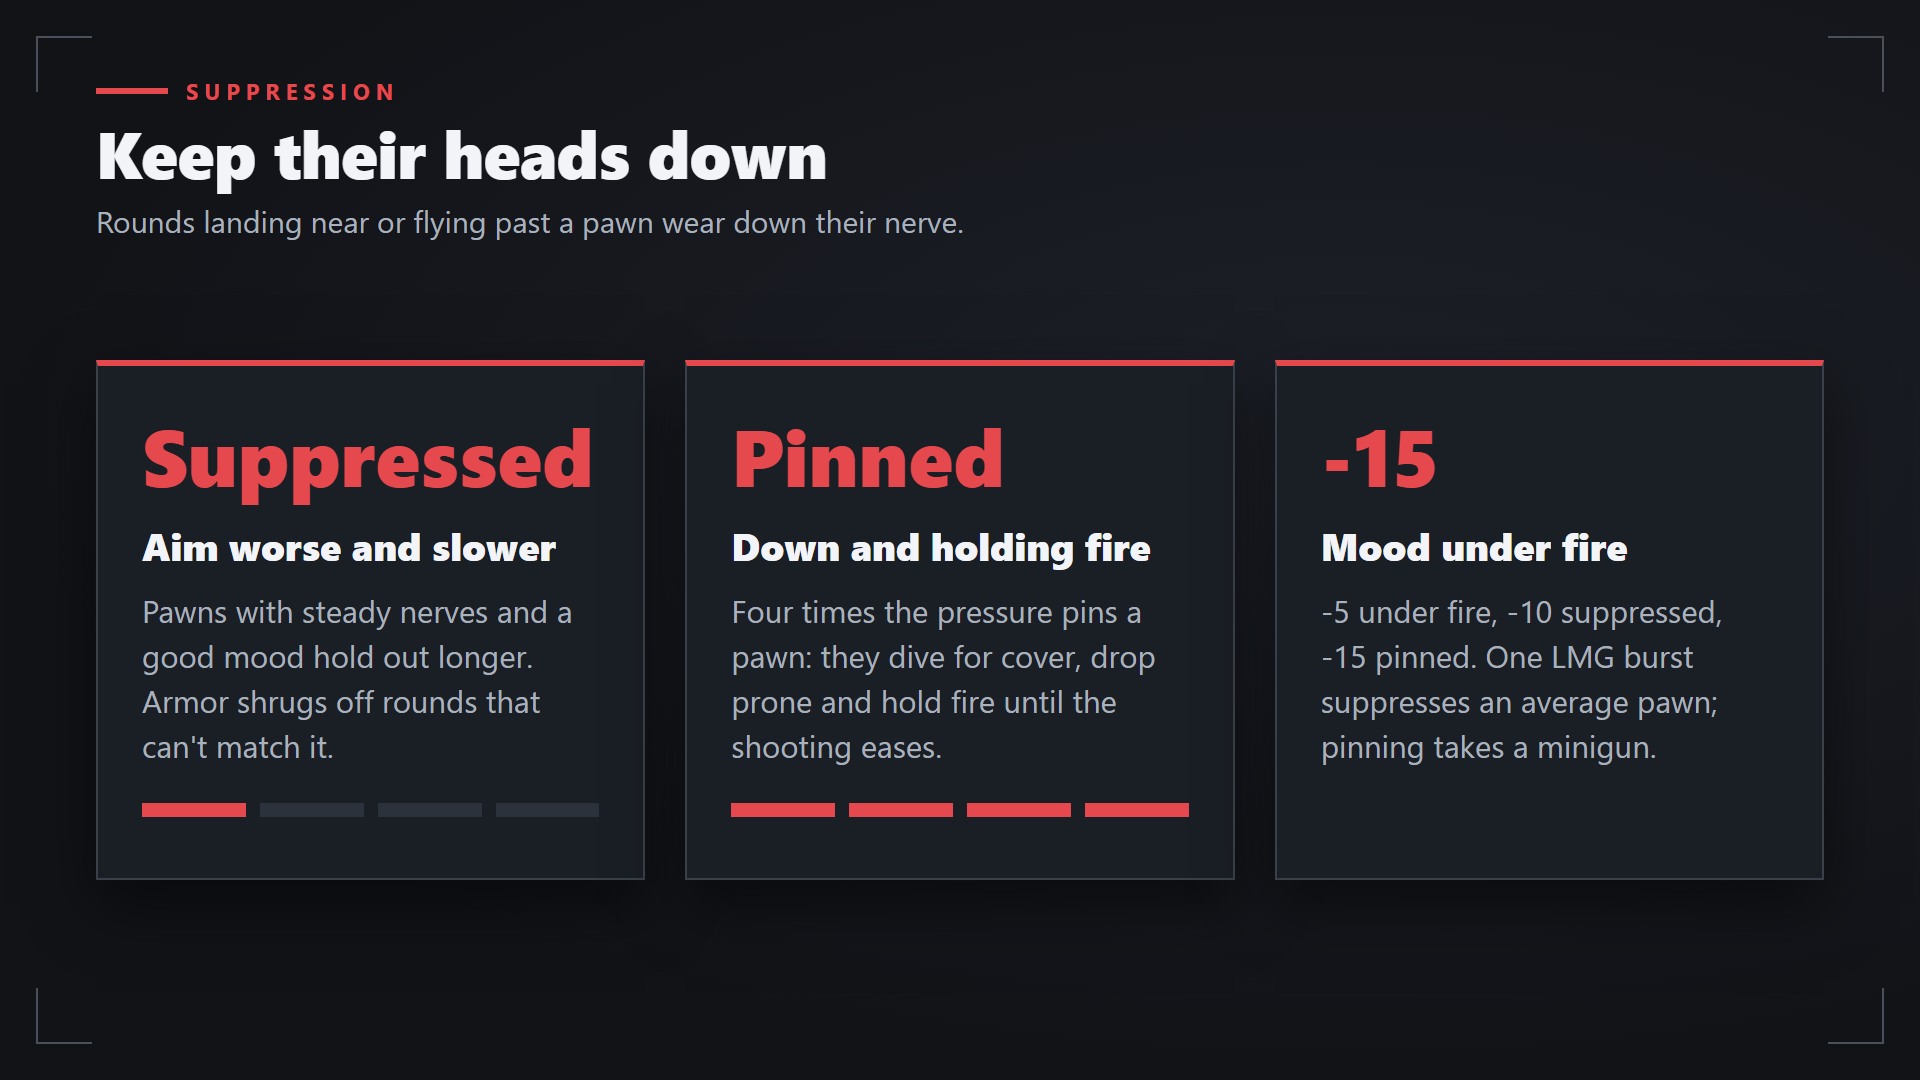 SUPPRESSION
Keep their heads down
Rounds landing near or flying past a pawn wear down their nerve.
Suppressed
Aim worse and slower
Pawns with steady nerves and a
good mood hold out longer.
Armor shrugs off rounds that
can't match it.
Pinned
Down and holding fire
Four times the pressure pins a
pawn: they dive for cover, drop
prone and hold fire until the
shooting eases.
-15
Mood under fire
-5 under fire, -10 suppressed,
-15 pinned. One LMG burst
suppresses an average pawn;
pinning takes a minigun.